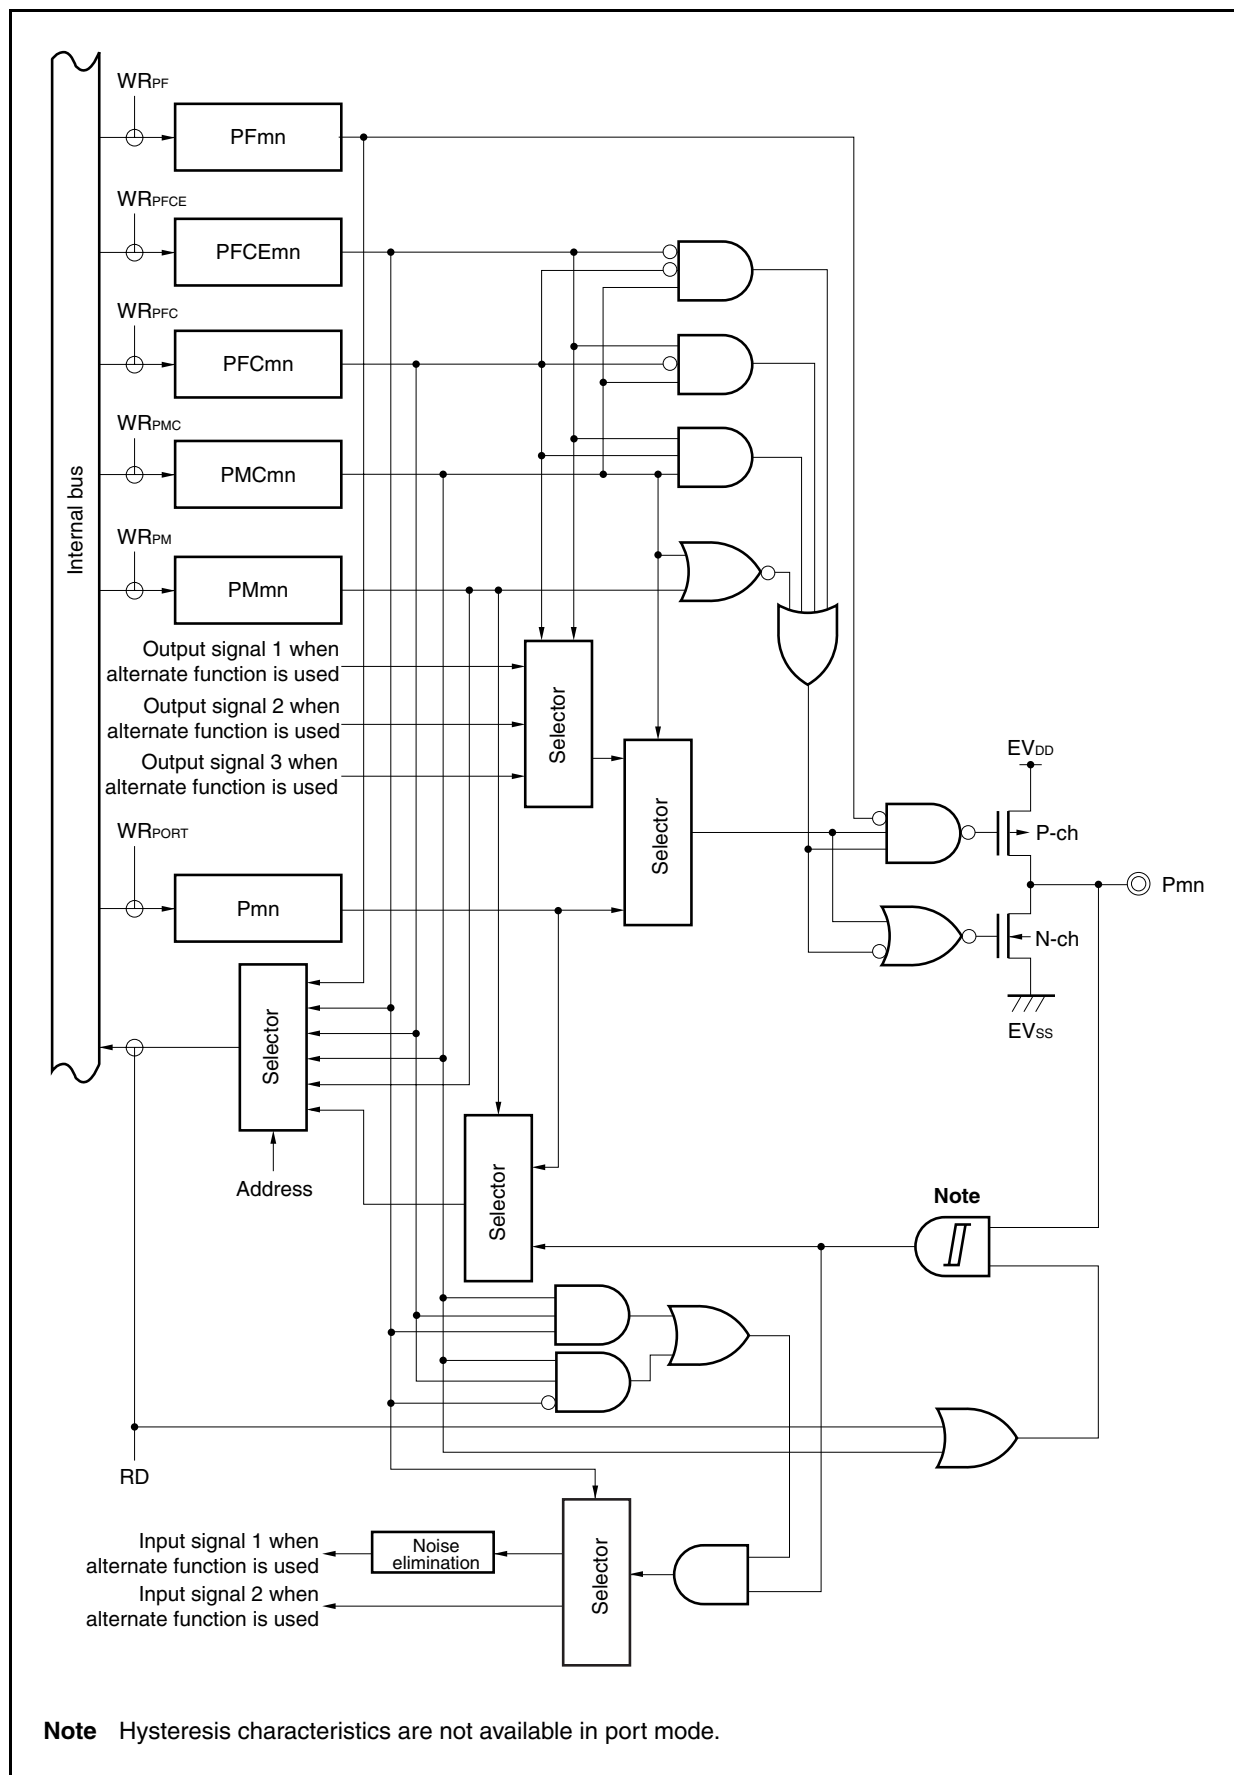 WRPF
PFmn
WRPFCE
PFCEmn
WRPFC
PFCmn
WRPMC
PMCmn
Internal bus
WRPM
PMmn
Output signal 1 when
alternate function is used
Output signal 2 when
alternate function is used
Output signal 3 when
alternate function is used
Selector
Selector
EVDD
P-ch
WRPORT
Pmn
Pmn
N-ch
EVSS
Selector
Address
Selector
Note
RD
Input signal 1 when
alternate function is used
Noise
elimination
Input signal 2 when
alternate function is used
Selector
Note Hysteresis characteristics are not available in port mode.